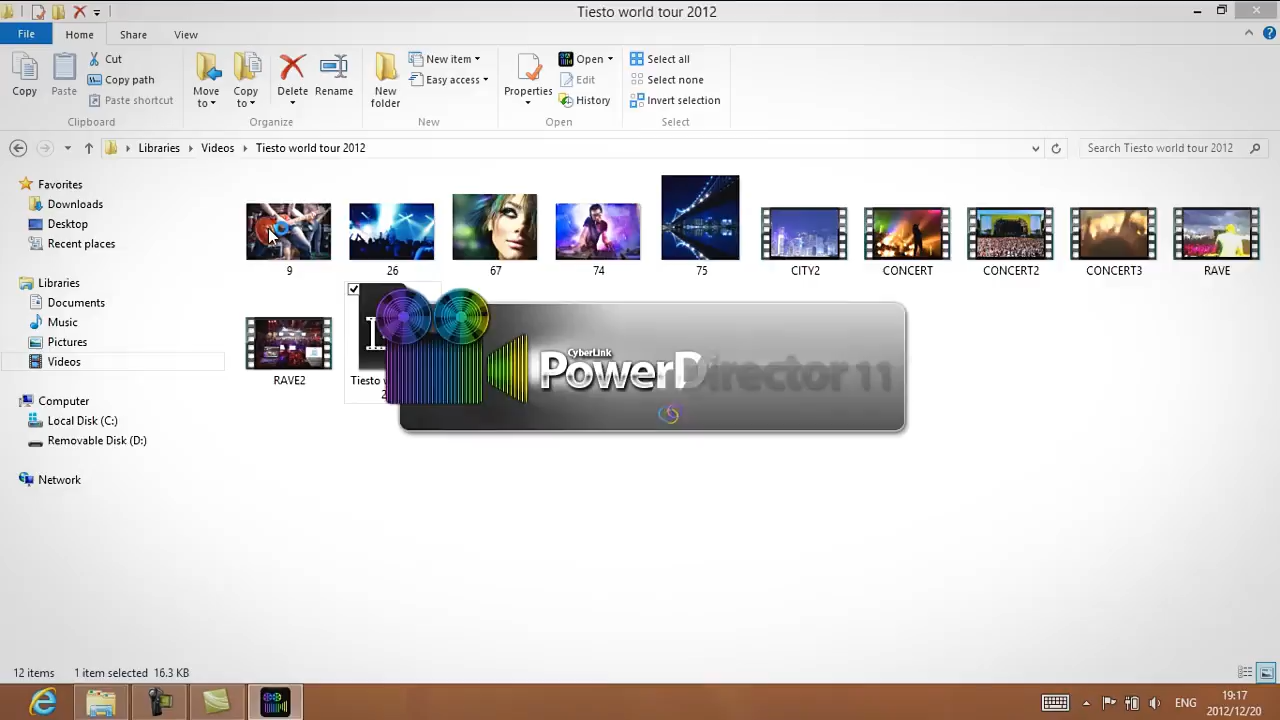 Tiesto world tour 2012
File Home Share View
Copy Paste Cut Copy path Paste shortcut Clipboard
Move to Copy to Delete Rename Organize
New folder New item Easy access New
Properties Open Edit History Open
Select all Select none Invert selection Select
Libraries Videos Tiesto world tour 2012 Search Tiesto world tour 2012
Favorites
Downloads
Desktop
Recent places
Libraries
Documents
Music
Pictures
Videos
Computer
Local Disk (C:)
Removable Disk (D:)
Network
9 26 67 74 75 CITY2 CONCERT CONCERT2 CONCERT3 RAVE
RAVE2 Tiesto
CyberLink
PowerDirector 11
12 items 1 item selected 16.3 KB
ENG
19:17
2012/12/20